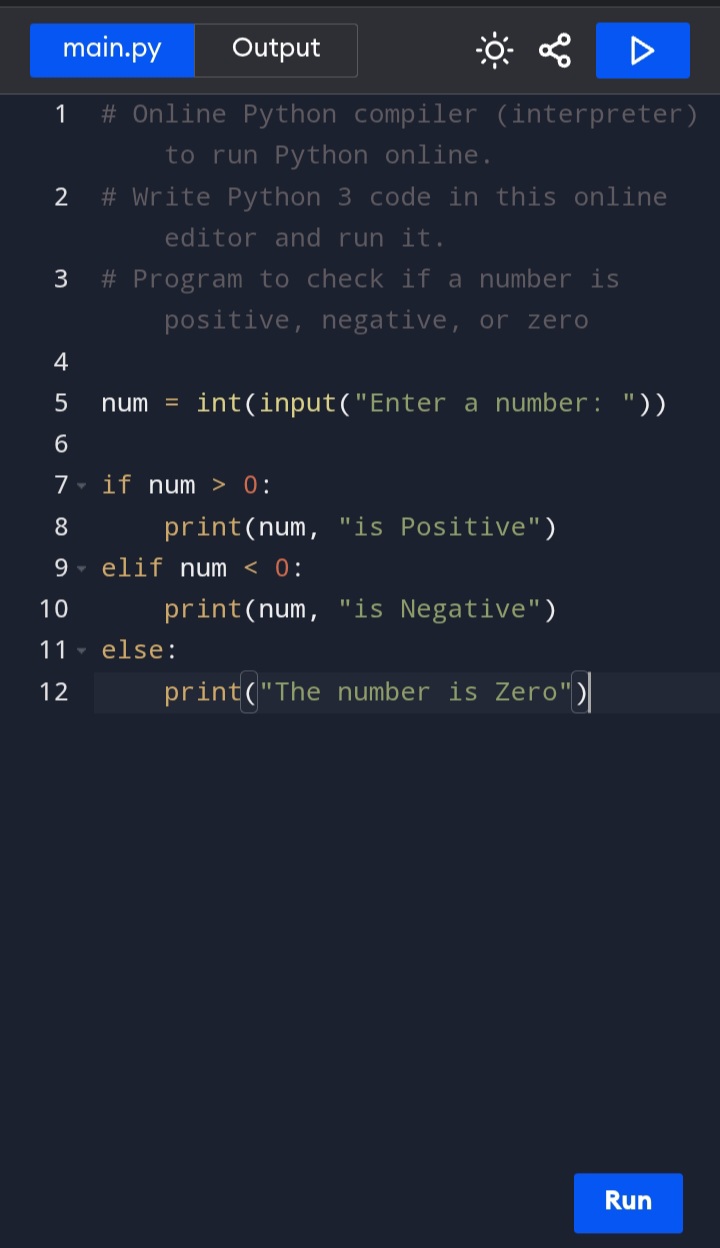 main.py Output
1 # Online Python compiler (interpreter)
to run Python online.
2 # Write Python 3 code in this online
editor and run it.
3 # Program to check if a number is
positive, negative, or zero
4
5 num = int(input("Enter a number: "))
6
7 if num > 0:
8     print(num, "is Positive")
9 elif num < 0:
10     print(num, "is Negative")
11 else:
12     print("The number is Zero")
Run